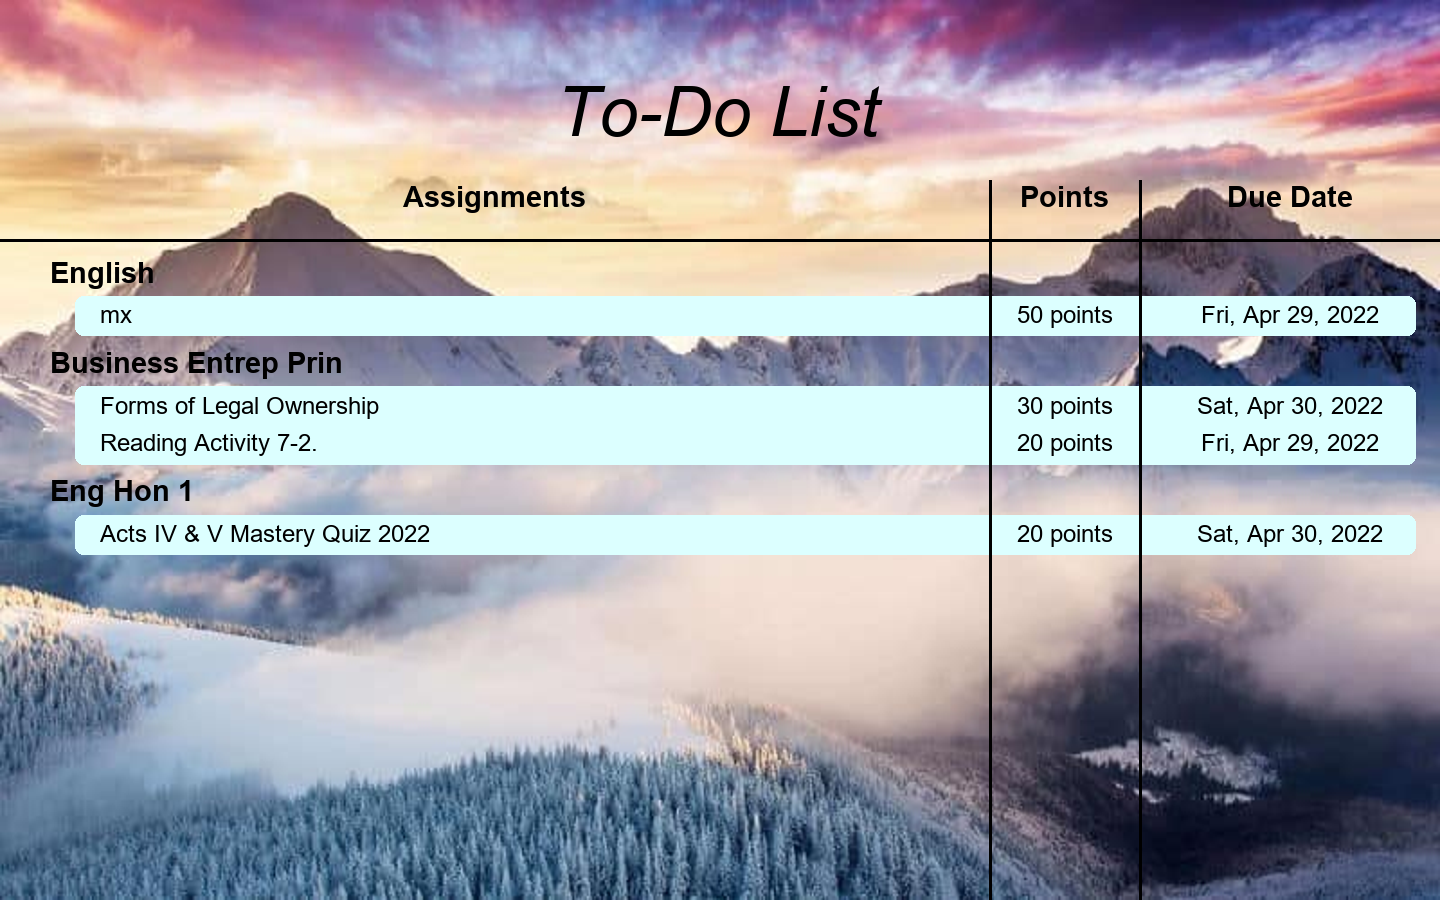 To-Do List
Assignments Points Due Date
English
mx 50 points Fri, Apr 29, 2022
Business Entrep Prin
Forms of Legal Ownership 30 points Sat, Apr 30, 2022
Reading Activity 7-2. 20 points Fri, Apr 29, 2022
Eng Hon 1
Acts IV & V Mastery Quiz 2022 20 points Sat, Apr 30, 2022